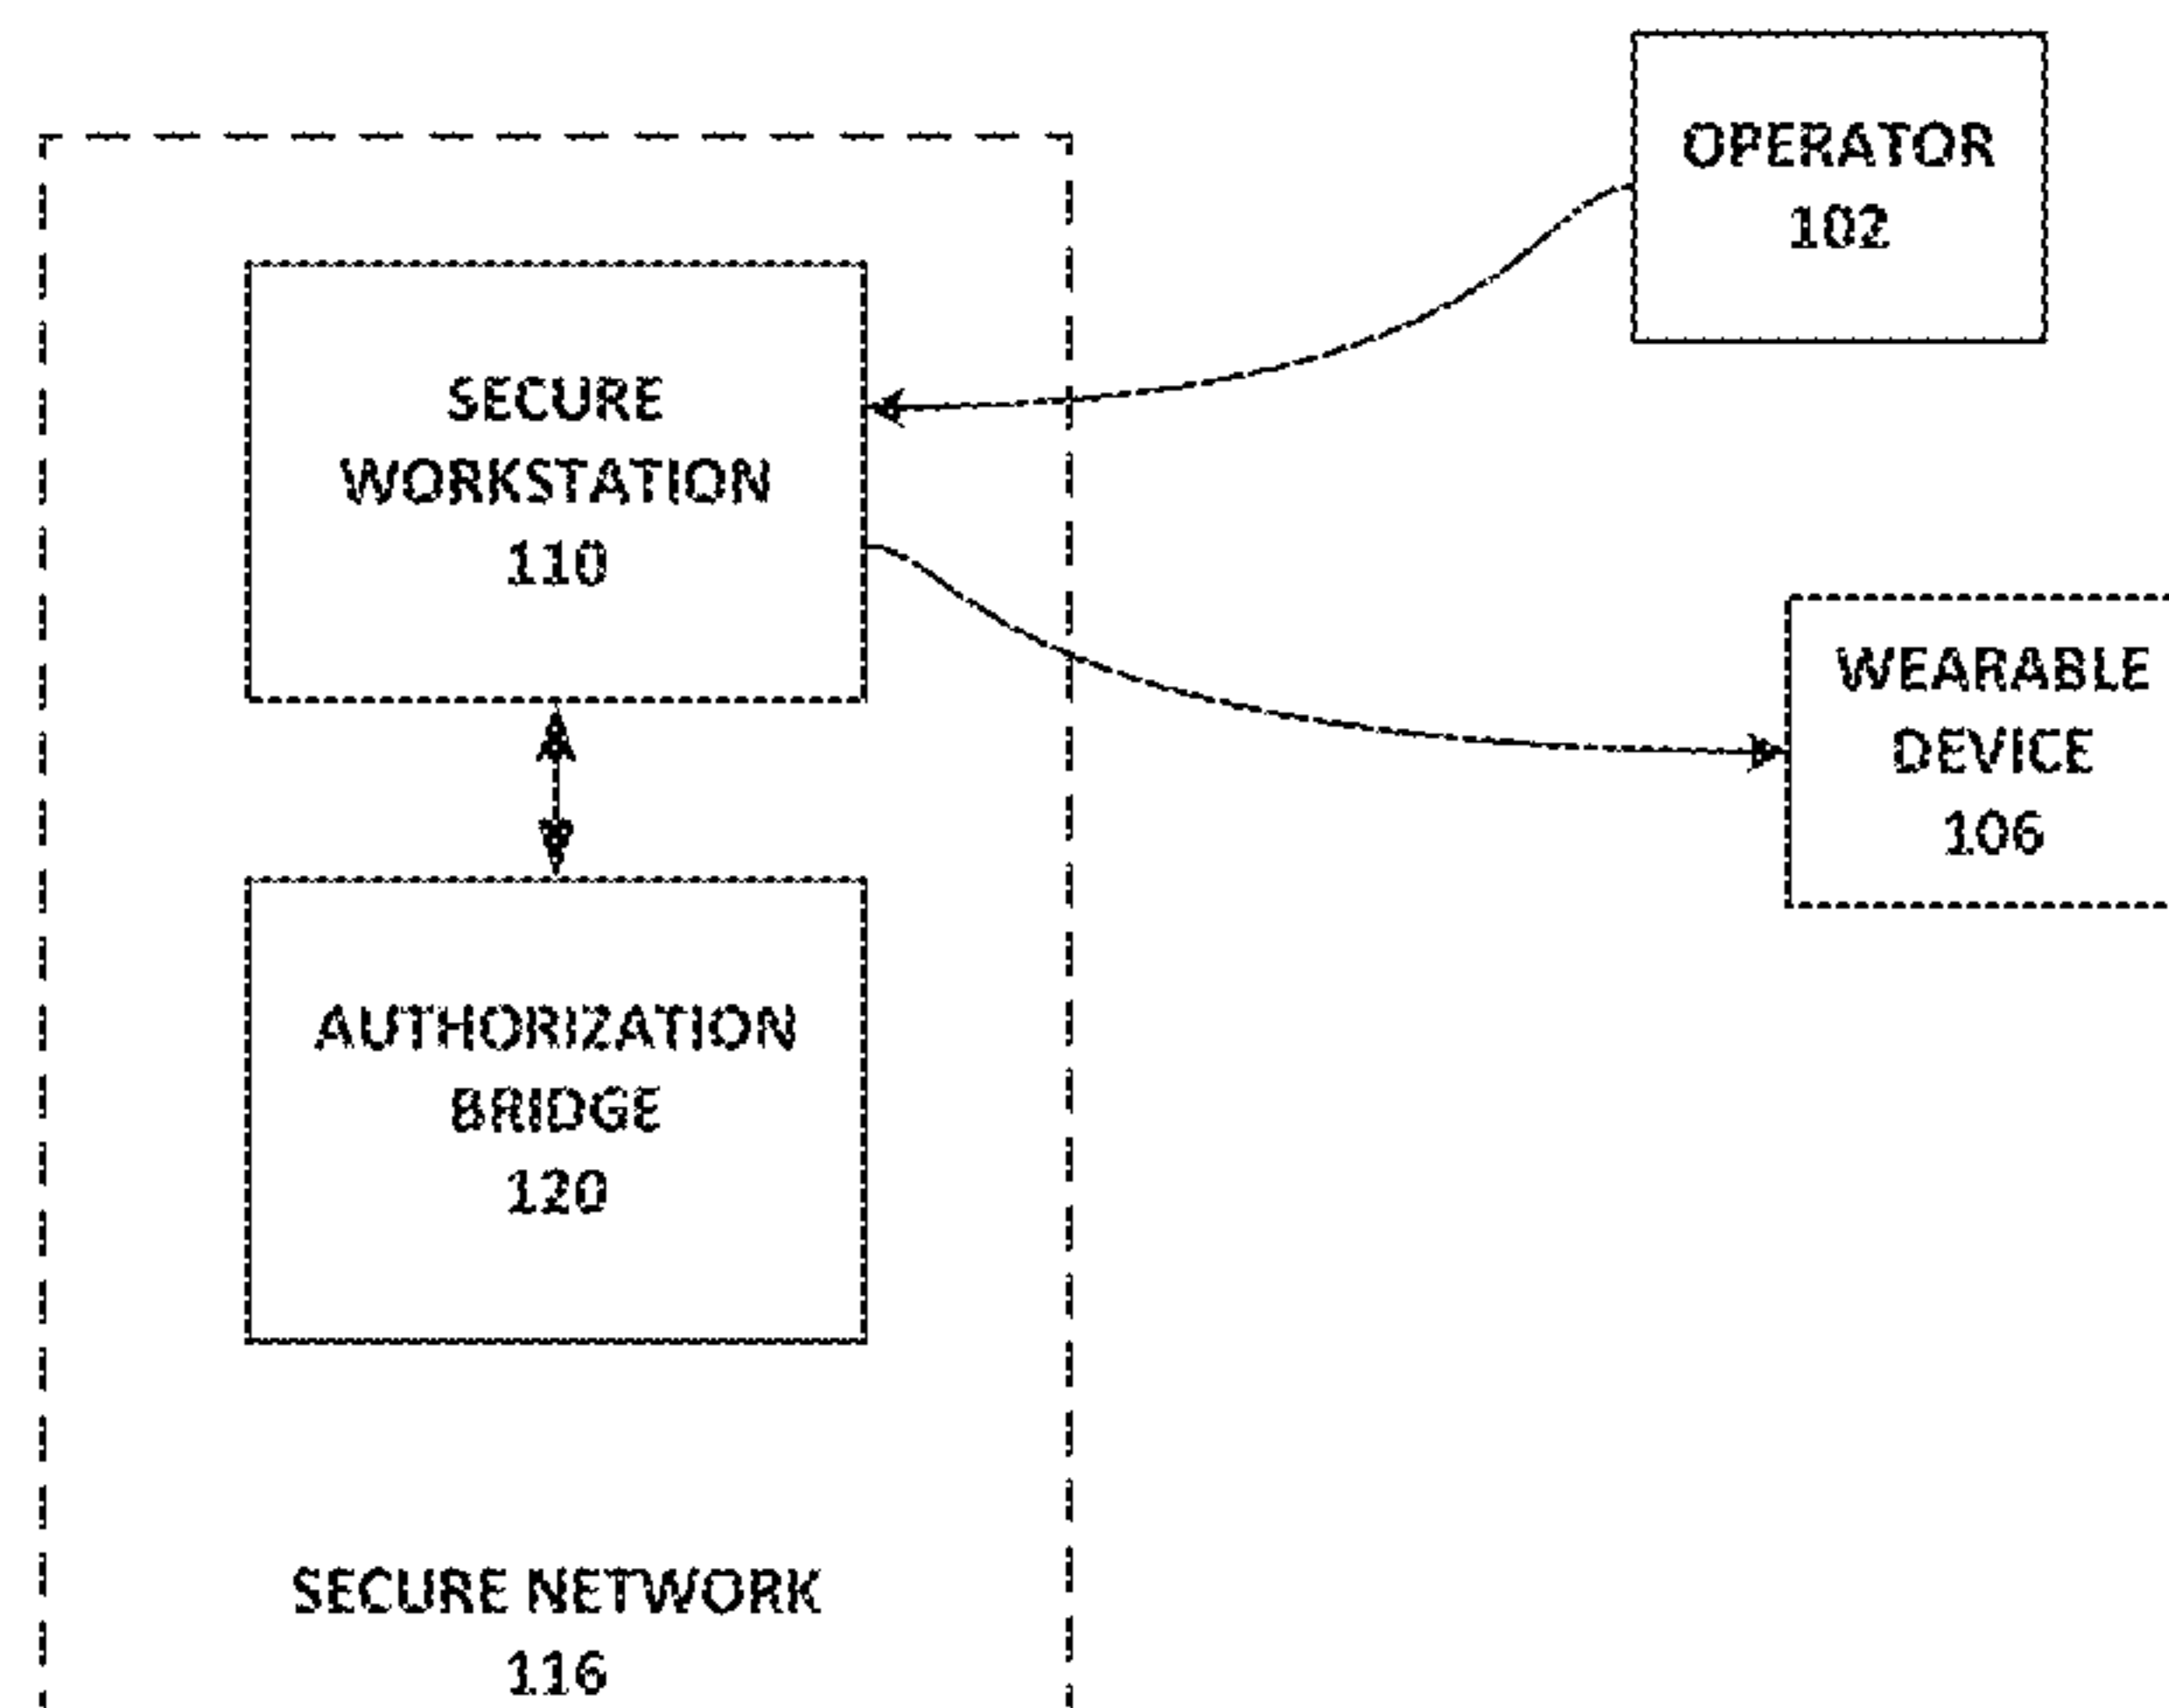 OPERATOR
102
SECURE
WORKSTATION
110
WEARABLE
DEVICE
106
AUTHORIZATION
BRIDGE
120
SECURE NETWORK
116